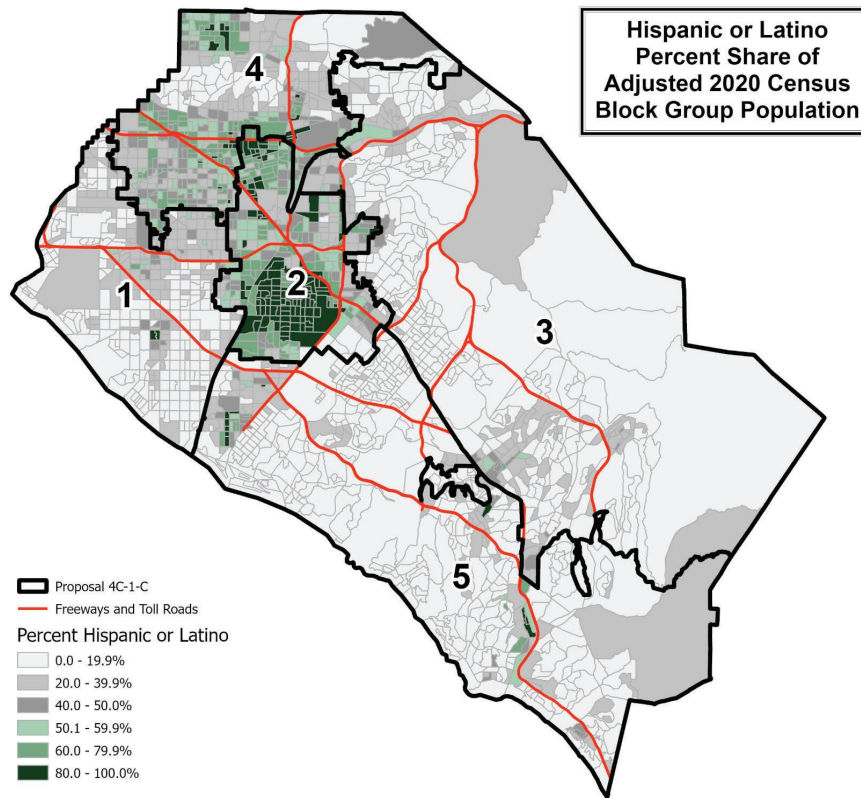 Hispanic or Latino
Percent Share of
Adjusted 2020 Census
Block Group Population
4
2
1
3
5
Proposal 4C-1-C
Freeways and Toll Roads
Percent Hispanic or Latino
0.0 - 19.9%
20.0 - 39.9%
40.0 - 50.0%
50.1 - 59.9%
60.0 - 79.9%
80.0 - 100.0%